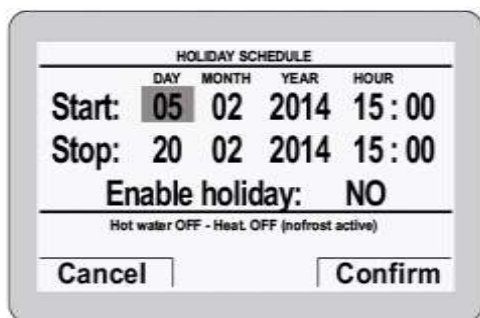 HOLIDAY SCHEDULE
DAY MONTH YEAR HOUR
Start: 05 02 2014 15 : 00
Stop: 20 02 2014 15 : 00
Enable holiday: NO
Hot water OFF - Heat. OFF (nofrost active)
Cancel Confirm